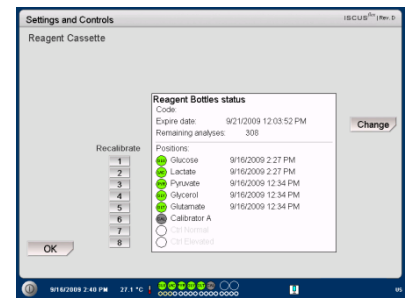 Settings and Controls
ISCUSflex | Rev. D
Reagent Cassette
Reagent Bottles status
Code:
Expire date: 9/21/2009 12:03:52 PM
Remaining analyses: 308
Change
Recalibrate
Positions:
1 Glucose 9/16/2009 2:27 PM
2 Lactate 9/16/2009 2:27 PM
3 Pyruvate 9/16/2009 12:34 PM
4 Glycerol 9/16/2009 12:34 PM
5 Glutamate 9/16/2009 12:34 PM
6 Calibrator A
7 Ctrl Normal
8 Ctrl Elevated
OK
9/16/2009 2:40 PM 27.1 °C
US